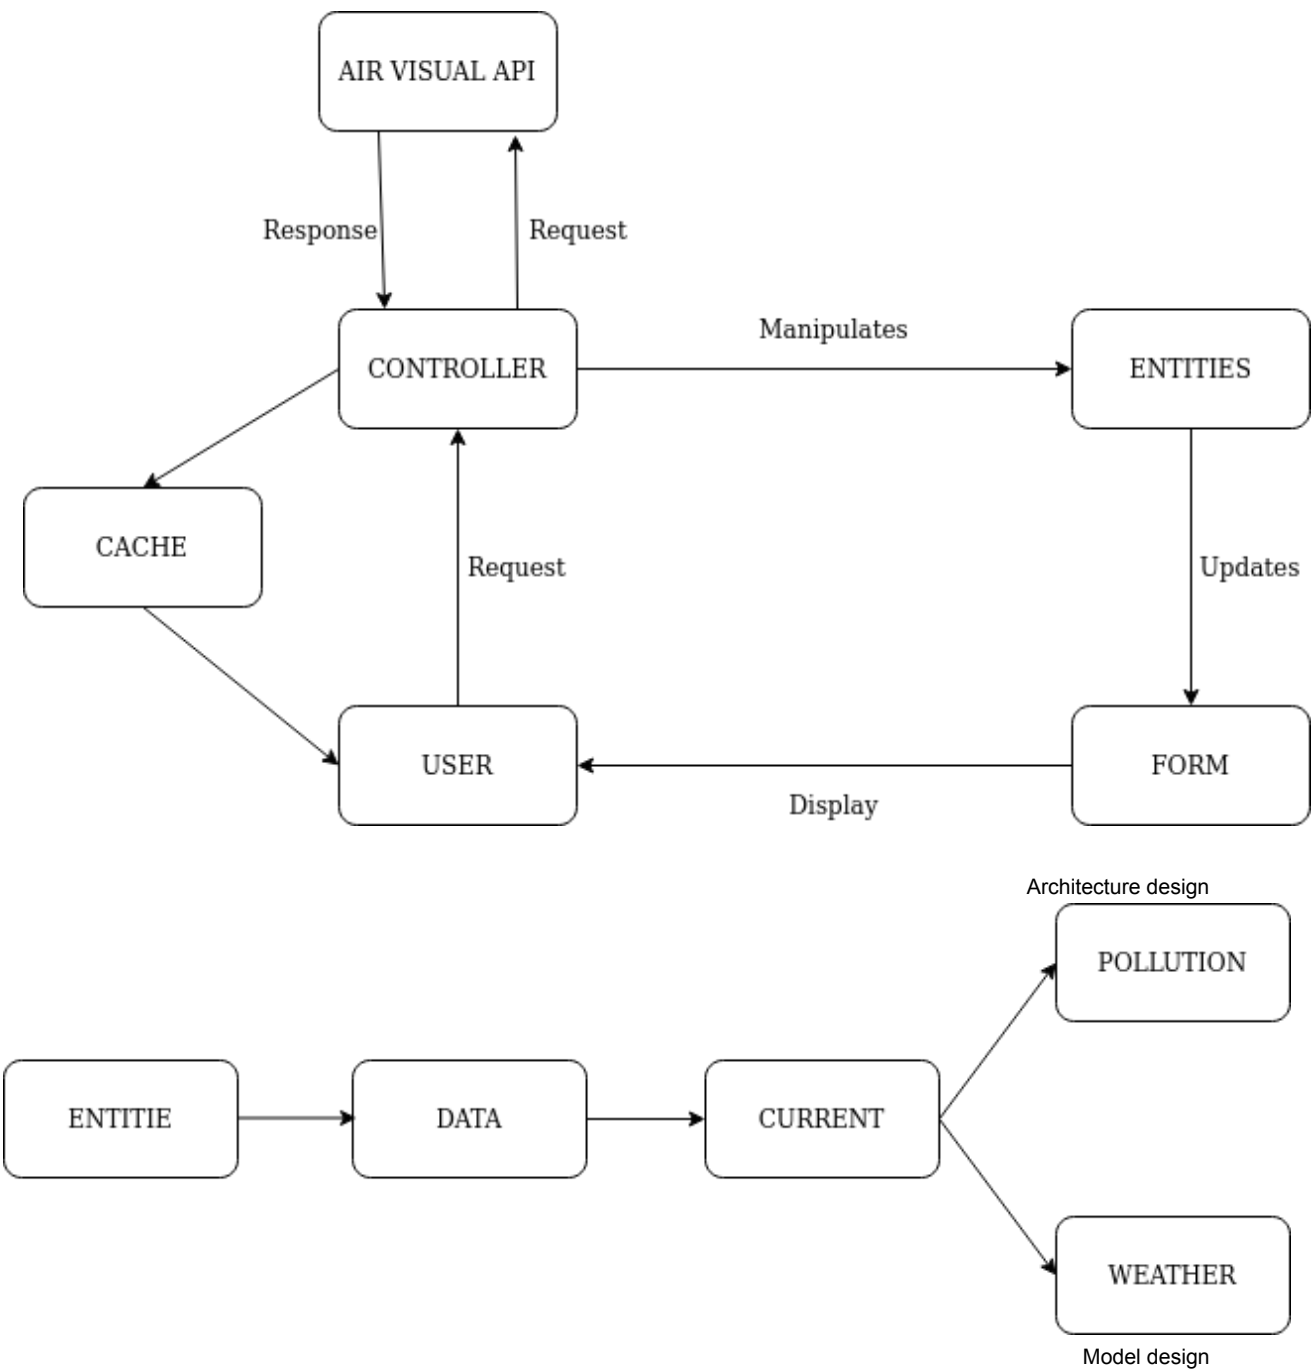 AIR VISUAL API
Response
Request
Manipulates
CONTROLLER
ENTITIES
CACHE
Request
Updates
USER
FORM
Display
Architecture design
POLLUTION
ENTITIE
DATA
CURRENT
WEATHER
Model design